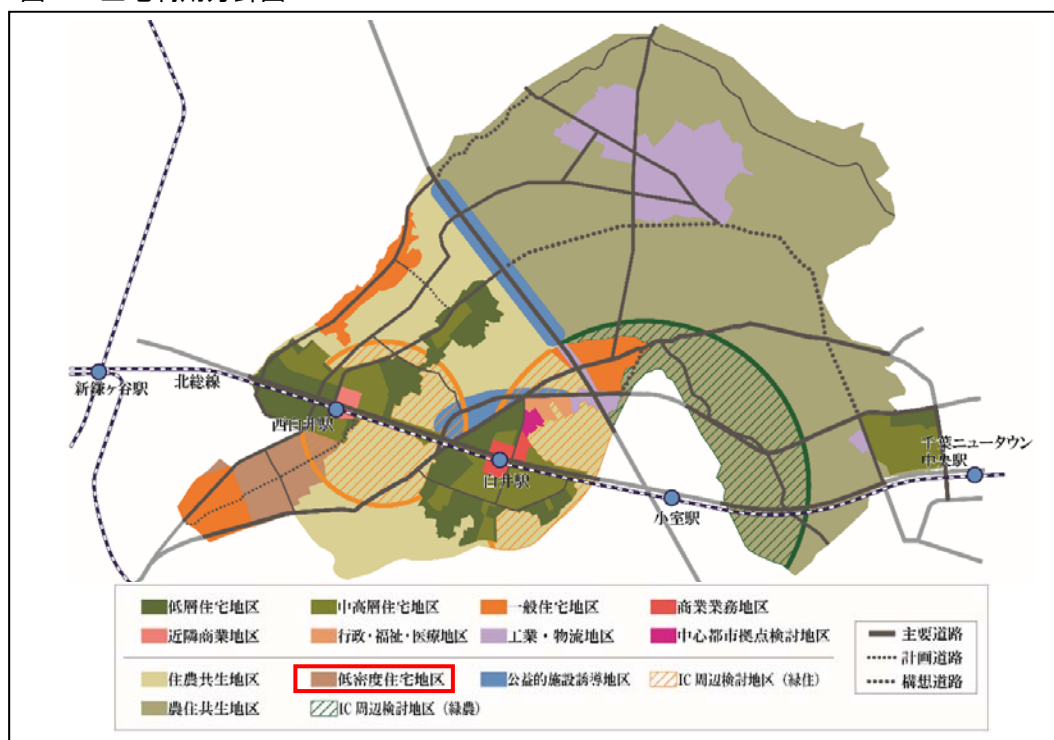 新鎌ヶ谷駅
北総線
西白井駅
白井駅
小室駅
千葉ニュータウン
中央駅
低層住宅地区
中高層住宅地区
一般住宅地区
商業業務地区
近隣商業地区
行政・福祉・医療地区
工業・物流地区
中心都市拠点検討地区
住農共生地区
低密度住宅地区
公益的施設誘導地区
IC周辺検討地区（緑住）
農住共生地区
IC周辺検討地区（緑農）
主要道路
計画道路
構想道路